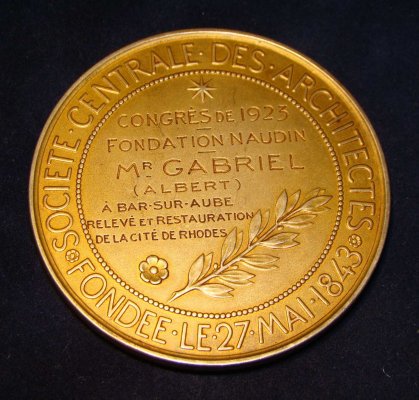 SOCIETE · CENTRALE · DES · ARCHITECTES
FONDEE · LE · 27 · MAI · 1843
CONGRÈS DE 1923
FONDATION NAUDIN
MR GABRIEL
(ALBERT)
À BAR-SUR-AUBE
RELEVÉ ET RESTAURATION
DE LA CITÉ DE RHODES